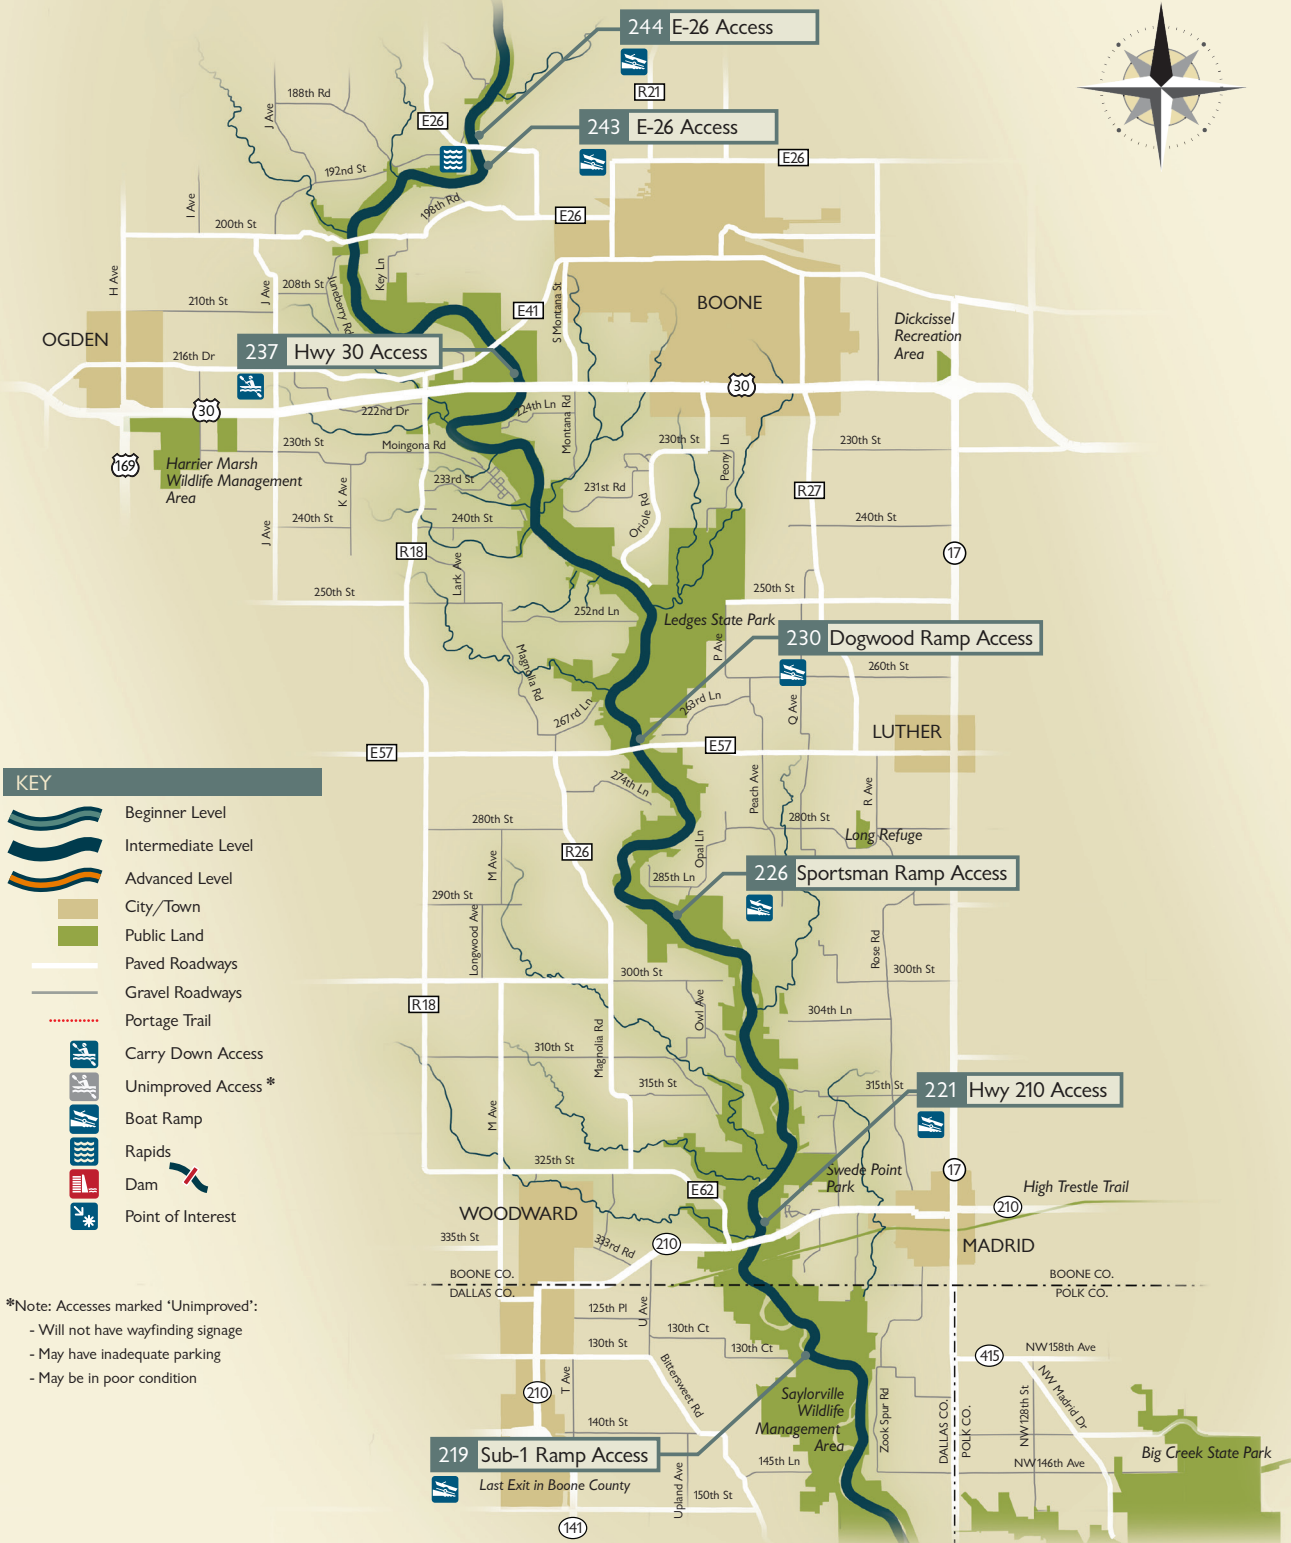 244 E-26 Access
R21
188th Rd
J Ave
E26
243 E-26 Access
E26
192nd St
198th Rd
I Ave
200th St
E26
H Ave
J Ave
208th St
Juneberry Rd
Key Ln
210th St
E41
S Montana St
BOONE
Dickcissel
Recreation
Area
OGDEN
216th Dr
237 Hwy 30 Access
30
30
222nd Dr
224th Ln
Montana Rd
230th St
Moingona Rd
230th St
Peony Ln
230th St
169
Harrier Marsh
Wildlife Management
Area
K Ave
233rd St
231st Rd
Oriole Rd
R27
J Ave
240th St
240th St
240th St
R18
17
Lark Ave
250th St
250th St
252nd Ln
Ledges State Park
230 Dogwood Ramp Access
P Ave
Magnolia Rd
260th St
267rd Ln
263rd Ln
Q Ave
LUTHER
E57
E57
274th Ln
Peach Ave
R Ave
280th St
280th St
Long Refuge
Opal Ln
R26
M Ave
285th Ln
226 Sportsman Ramp Access
290th St
Longwood Ave
Rose Rd
300th St
300th St
R18
Owl Ave
304th Ln
Magnolia Rd
310th St
315th St
315th St
221 Hwy 210 Access
M Ave
325th St
Swede Point
Park
17
E62
High Trestle Trail
210
WOODWARD
335th St
333rd Rd
210
MADRID
BOONE CO.
DALLAS CO.
BOONE CO.
POLK CO.
125th Pl
U Ave
130th Ct
130th St
130th Ct
Bittersweet Rd
415
NW158th Ave
NW Madrid Dr
T Ave
210
Saylorville
Wildlife
Management
Area
Zook Spur Rd
DALLAS CO.
POLK CO.
NW128th St
140th St
219 Sub-1 Ramp Access
Last Exit in Boone County
145th Ln
NW146th Ave
Big Creek State Park
Upland Ave
150th St
141
KEY
Beginner Level
Intermediate Level
Advanced Level
City/Town
Public Land
Paved Roadways
Gravel Roadways
Portage Trail
Carry Down Access
Unimproved Access *
Boat Ramp
Rapids
Dam
Point of Interest
*Note: Accesses marked ‘Unimproved’:
- Will not have wayfinding signage
- May have inadequate parking
- May be in poor condition